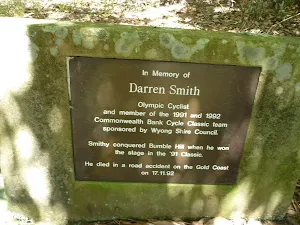 In Memory of
Darren Smith
Olympic Cyclist
and member of the 1991 and 1992
Commonwealth Bank Cycle Classic team
sponsored by Wyong Shire Council.
Smithy conquered Bumble Hill when he won
the stage in the '91 Classic.
He died in a road accident on the Gold Coast
on 17.11.92